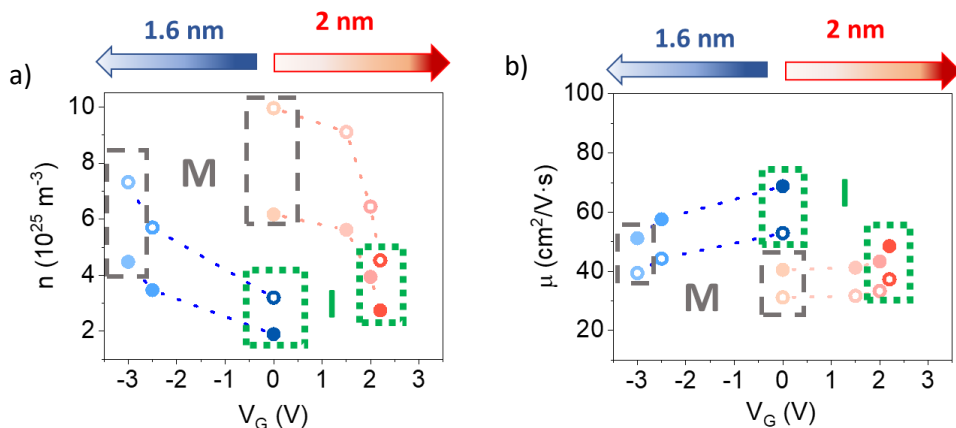 a)
1.6 nm
2 nm
n (10²⁵ m⁻³)
10
8
6
4
2
M
I
-3
-2
-1
0
1
2
3
V_G (V)
b)
1.6 nm
2 nm
μ (cm²/V·s)
100
80
60
40
20
M
I
-3
-2
-1
0
1
2
3
V_G (V)